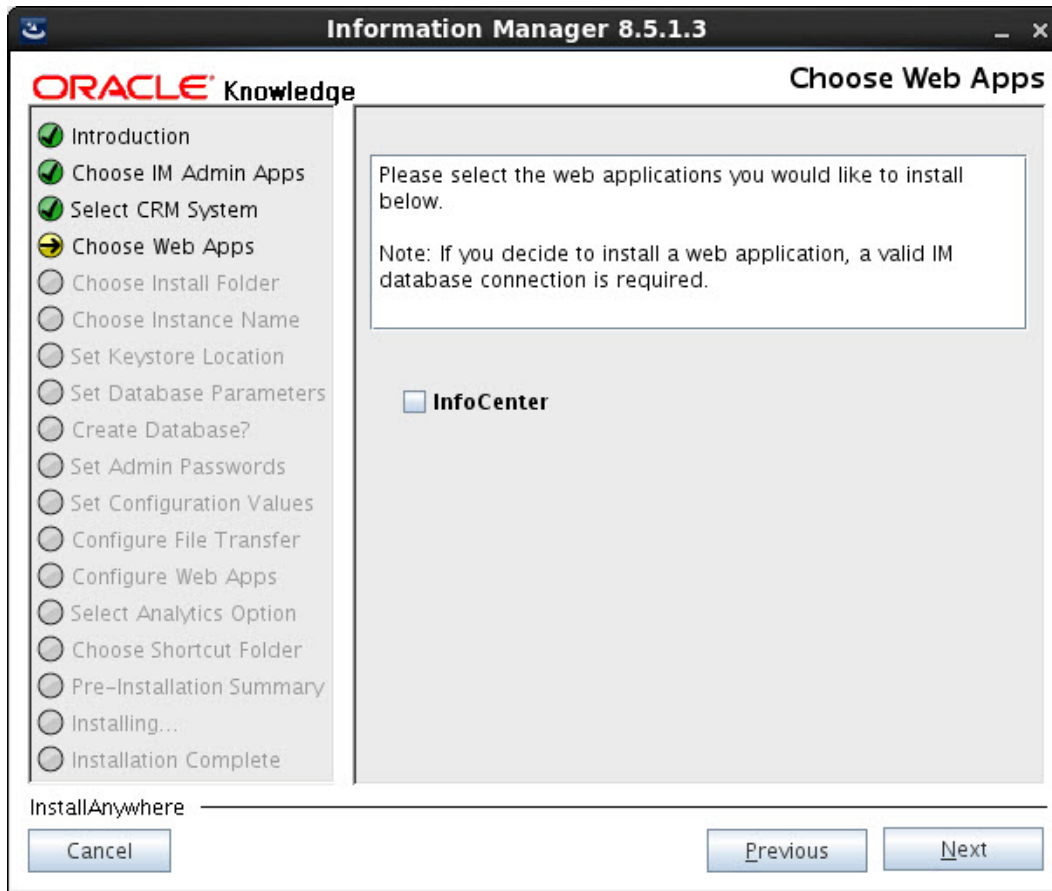 Information Manager 8.5.1.3
ORACLE Knowledge
Choose Web Apps
Introduction
Choose IM Admin Apps
Select CRM System
Choose Web Apps
Choose Install Folder
Choose Instance Name
Set Keystore Location
Set Database Parameters
Create Database?
Set Admin Passwords
Set Configuration Values
Configure File Transfer
Configure Web Apps
Select Analytics Option
Choose Shortcut Folder
Pre-Installation Summary
Installing...
Installation Complete
Please select the web applications you would like to install
below.
Note: If you decide to install a web application, a valid IM
database connection is required.
InfoCenter
InstallAnywhere
Cancel
Previous
Next